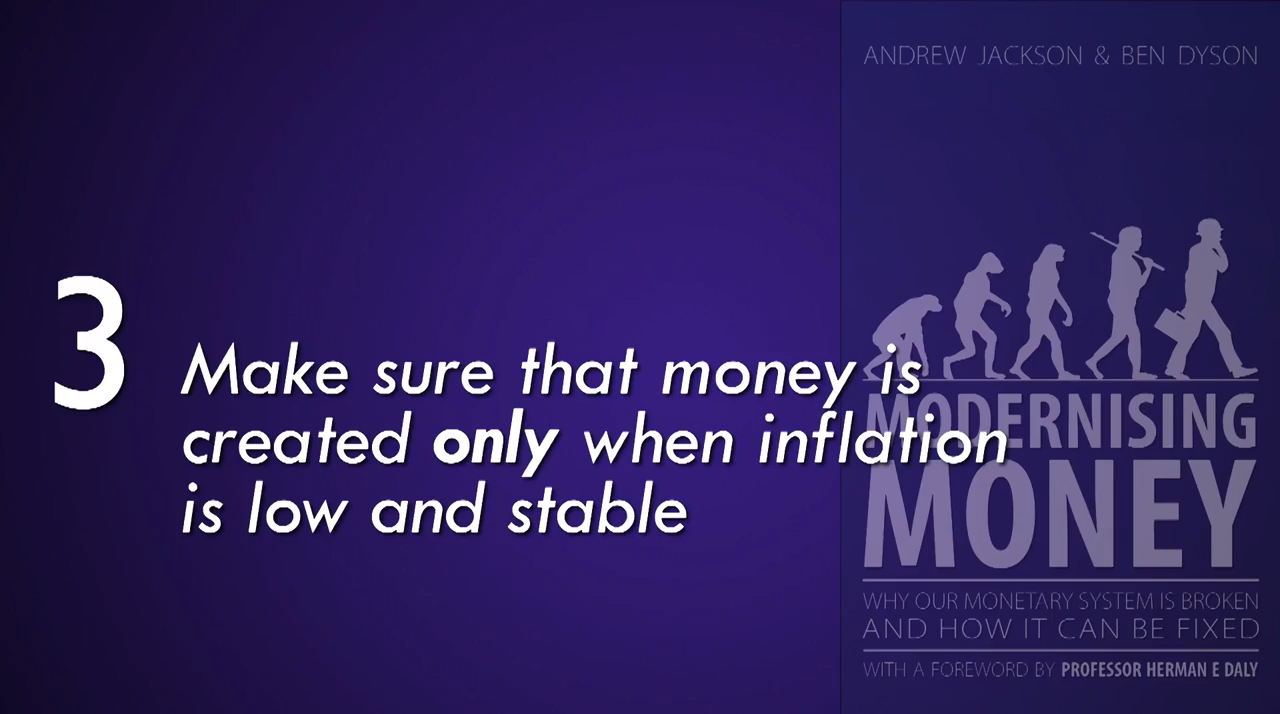 3
Make sure that money is
created only when inflation
is low and stable
ANDREW JACKSON & BEN DYSON
MODERNISING
MONEY
WHY OUR MONETARY SYSTEM IS BROKEN
AND HOW IT CAN BE FIXED
WITH A FOREWORD BY PROFESSOR HERMAN E DALY